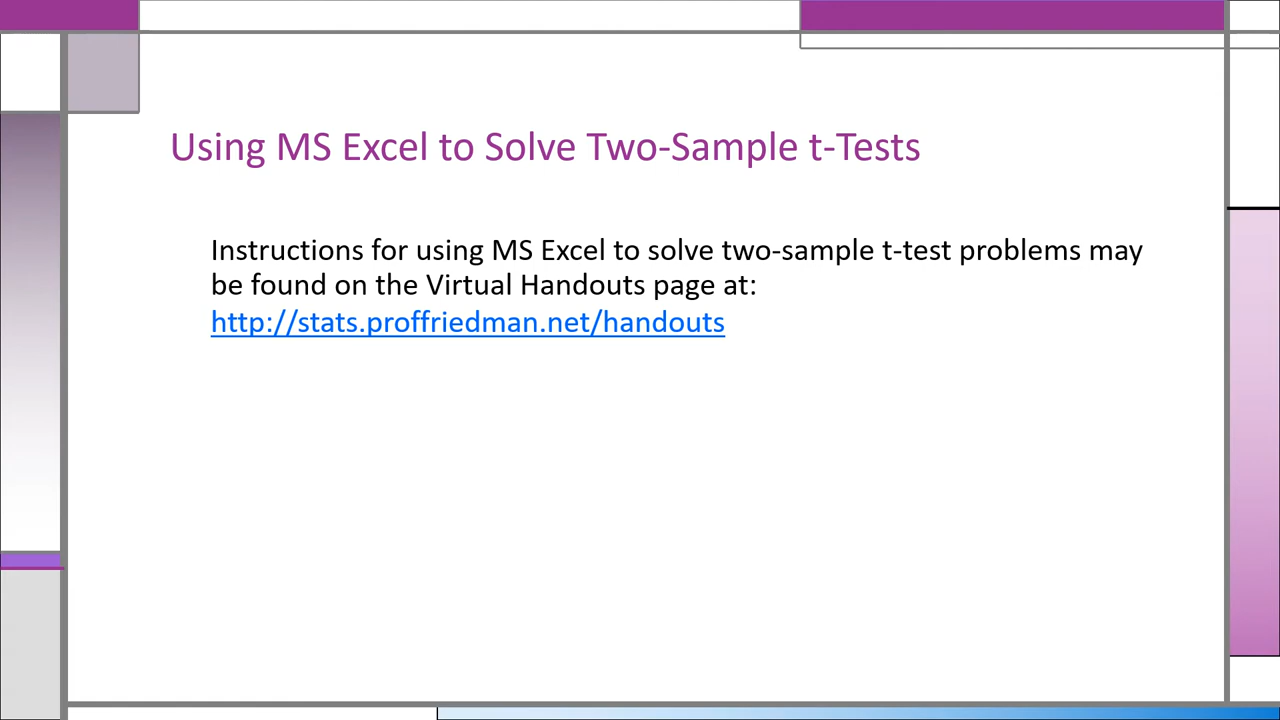 Using MS Excel to Solve Two-Sample t-Tests
Instructions for using MS Excel to solve two-sample t-test problems may
be found on the Virtual Handouts page at:
http://stats.proffriedman.net/handouts